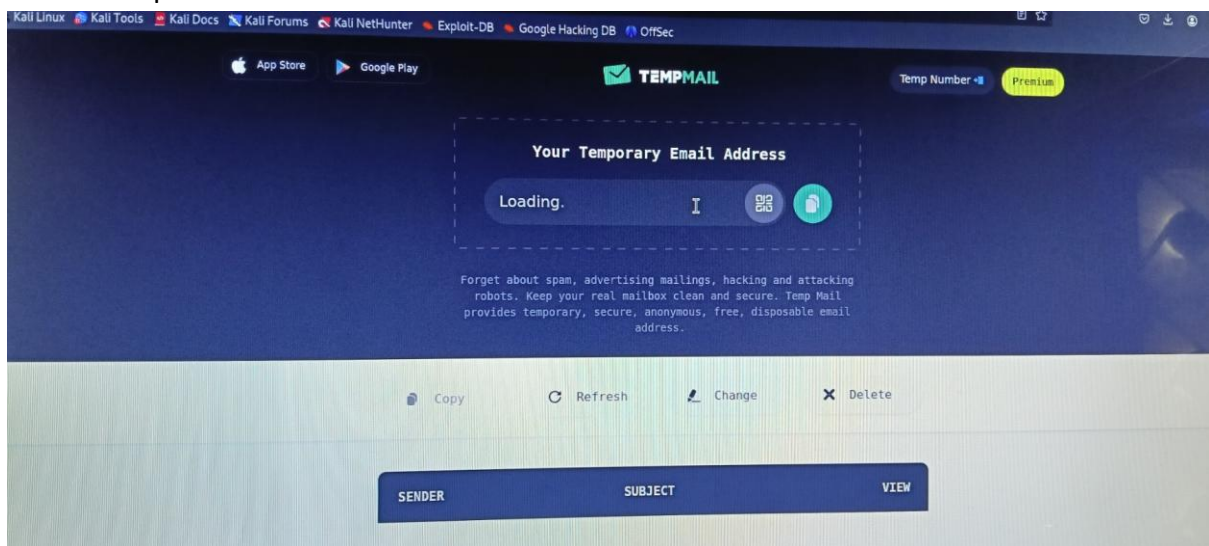 Kali Linux Kali Tools Kali Docs Kali Forums Kali NetHunter Exploit-DB Google Hacking DB OffSec
App Store Google Play TEMPMAIL Temp Number Premium
Your Temporary Email Address
Loading.
Forget about spam, advertising mailings, hacking and attacking
robots. Keep your real mailbox clean and secure. Temp Mail
provides temporary, secure, anonymous, free, disposable email
address.
Copy Refresh Change Delete
SENDER SUBJECT VIEW